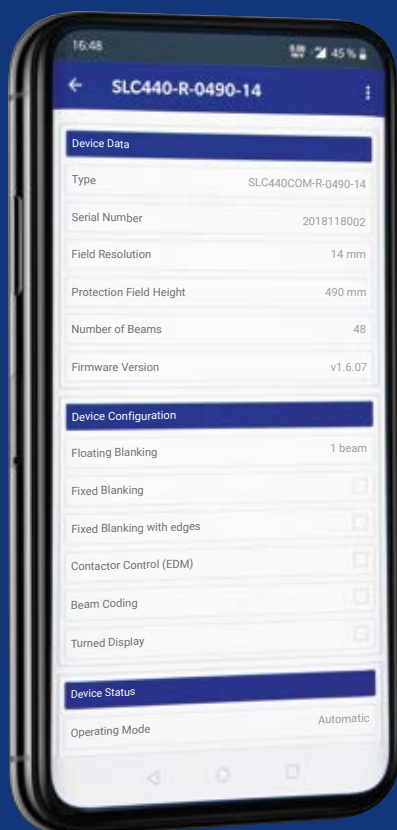 16:48
45 %
SLC440-R-0490-14
Device Data
Type SLC440COM-R-0490-14
Serial Number 2018118002
Field Resolution 14 mm
Protection Field Height 490 mm
Number of Beams 48
Firmware Version v1.6.07
Device Configuration
Floating Blanking 1 beam
Fixed Blanking
Fixed Blanking with edges
Contactor Control (EDM)
Beam Coding
Turned Display
Device Status
Operating Mode Automatic